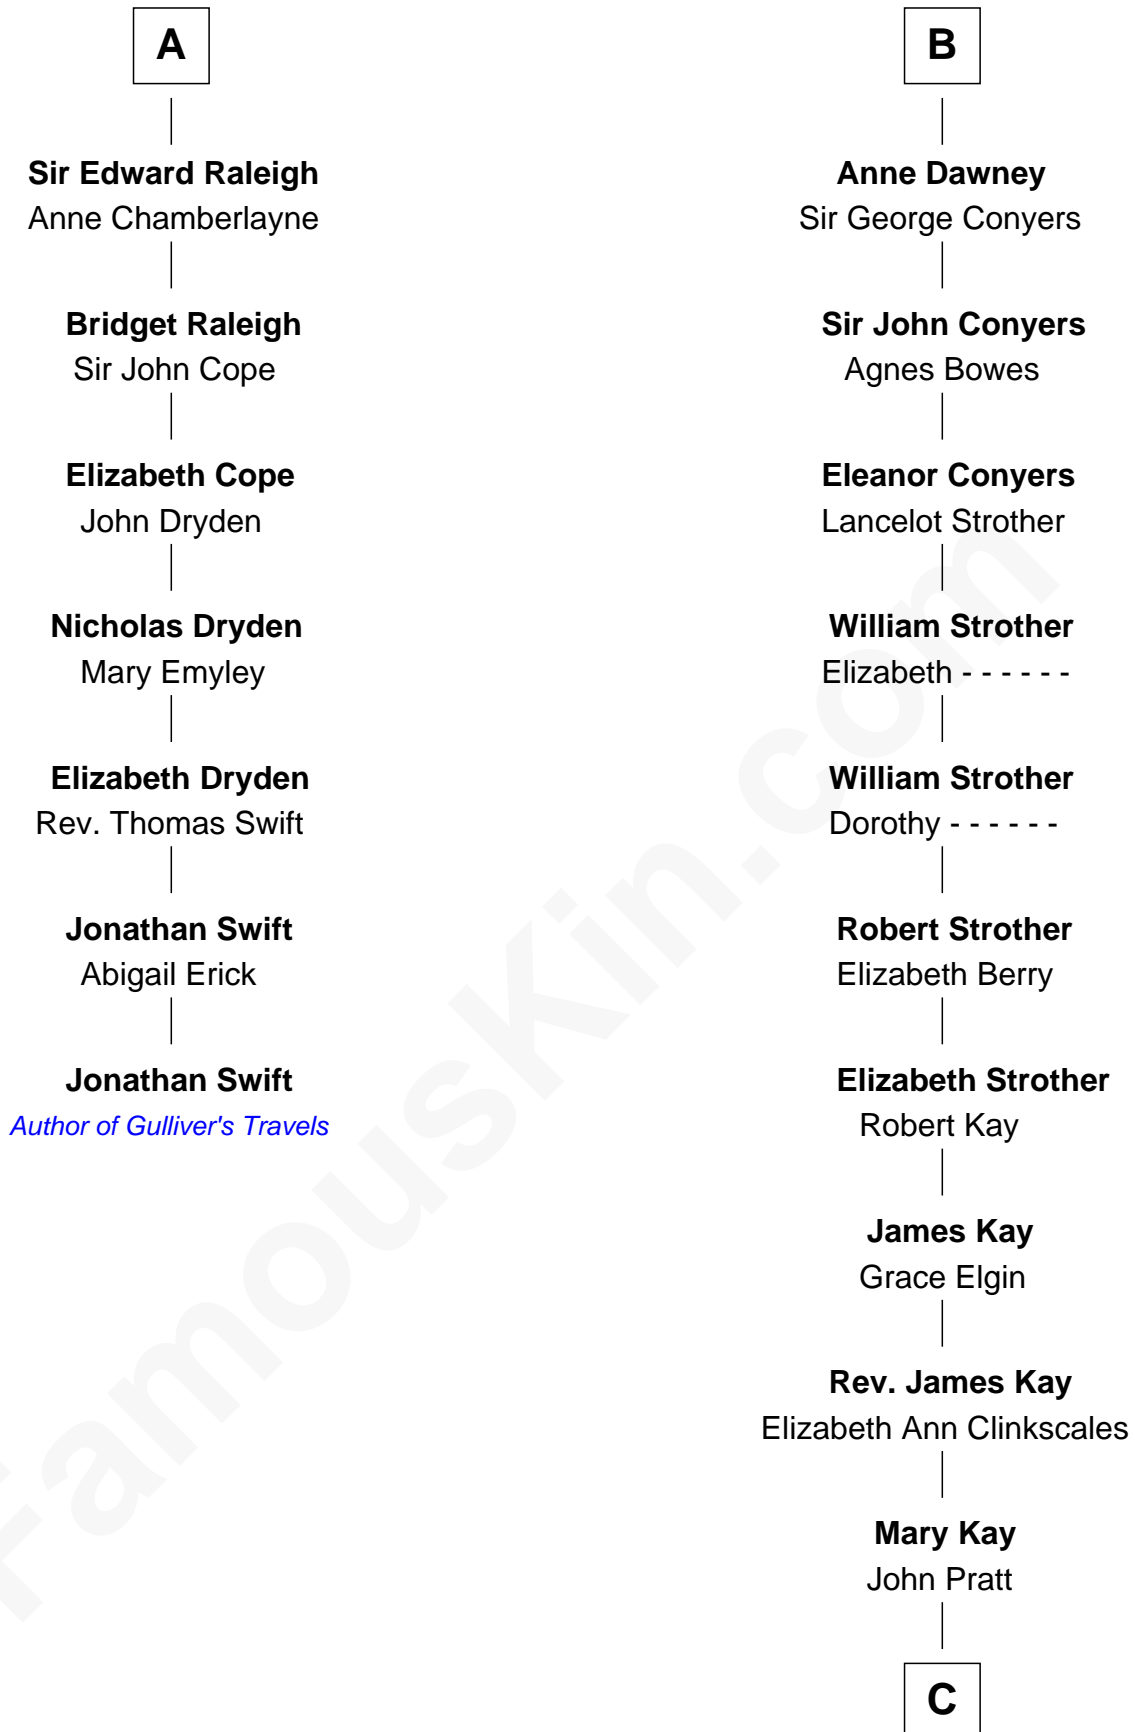 A
Sir Edward Raleigh
Anne Chamberlayne
Bridget Raleigh
Sir John Cope
Elizabeth Cope
John Dryden
Nicholas Dryden
Mary Emyley
Elizabeth Dryden
Rev. Thomas Swift
Jonathan Swift
Abigail Erick
Jonathan Swift
Author of Gulliver's Travels
B
Anne Dawney
Sir George Conyers
Sir John Conyers
Agnes Bowes
Eleanor Conyers
Lancelot Strother
William Strother
Elizabeth - - - - - -
William Strother
Dorothy - - - - - -
Robert Strother
Elizabeth Berry
Elizabeth Strother
Robert Kay
James Kay
Grace Elgin
Rev. James Kay
Elizabeth Ann Clinkscales
Mary Kay
John Pratt
C
FamousKin.com